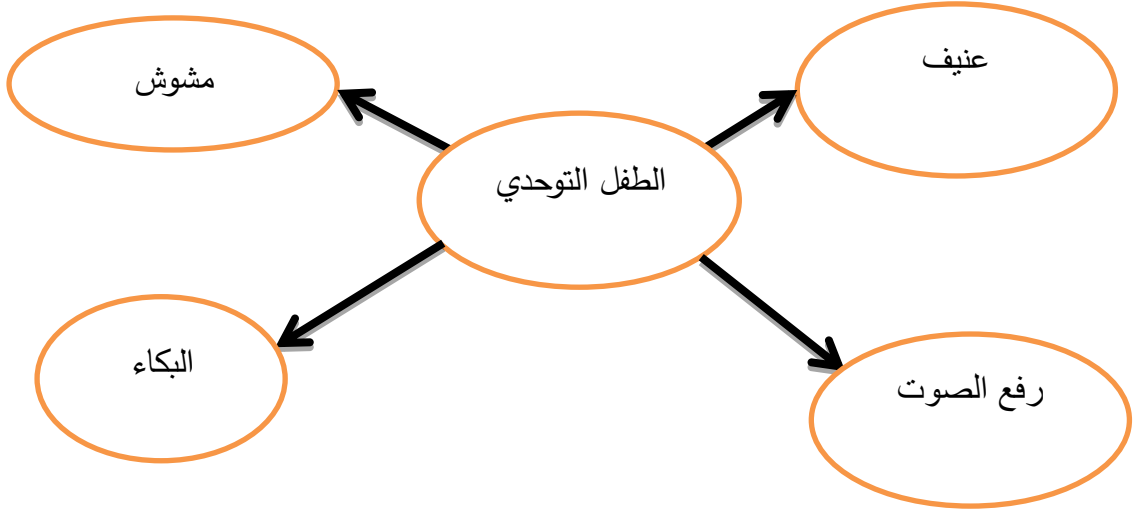 عنيف
مشوش
الطفل التوحدي
البكاء
رفع الصوت